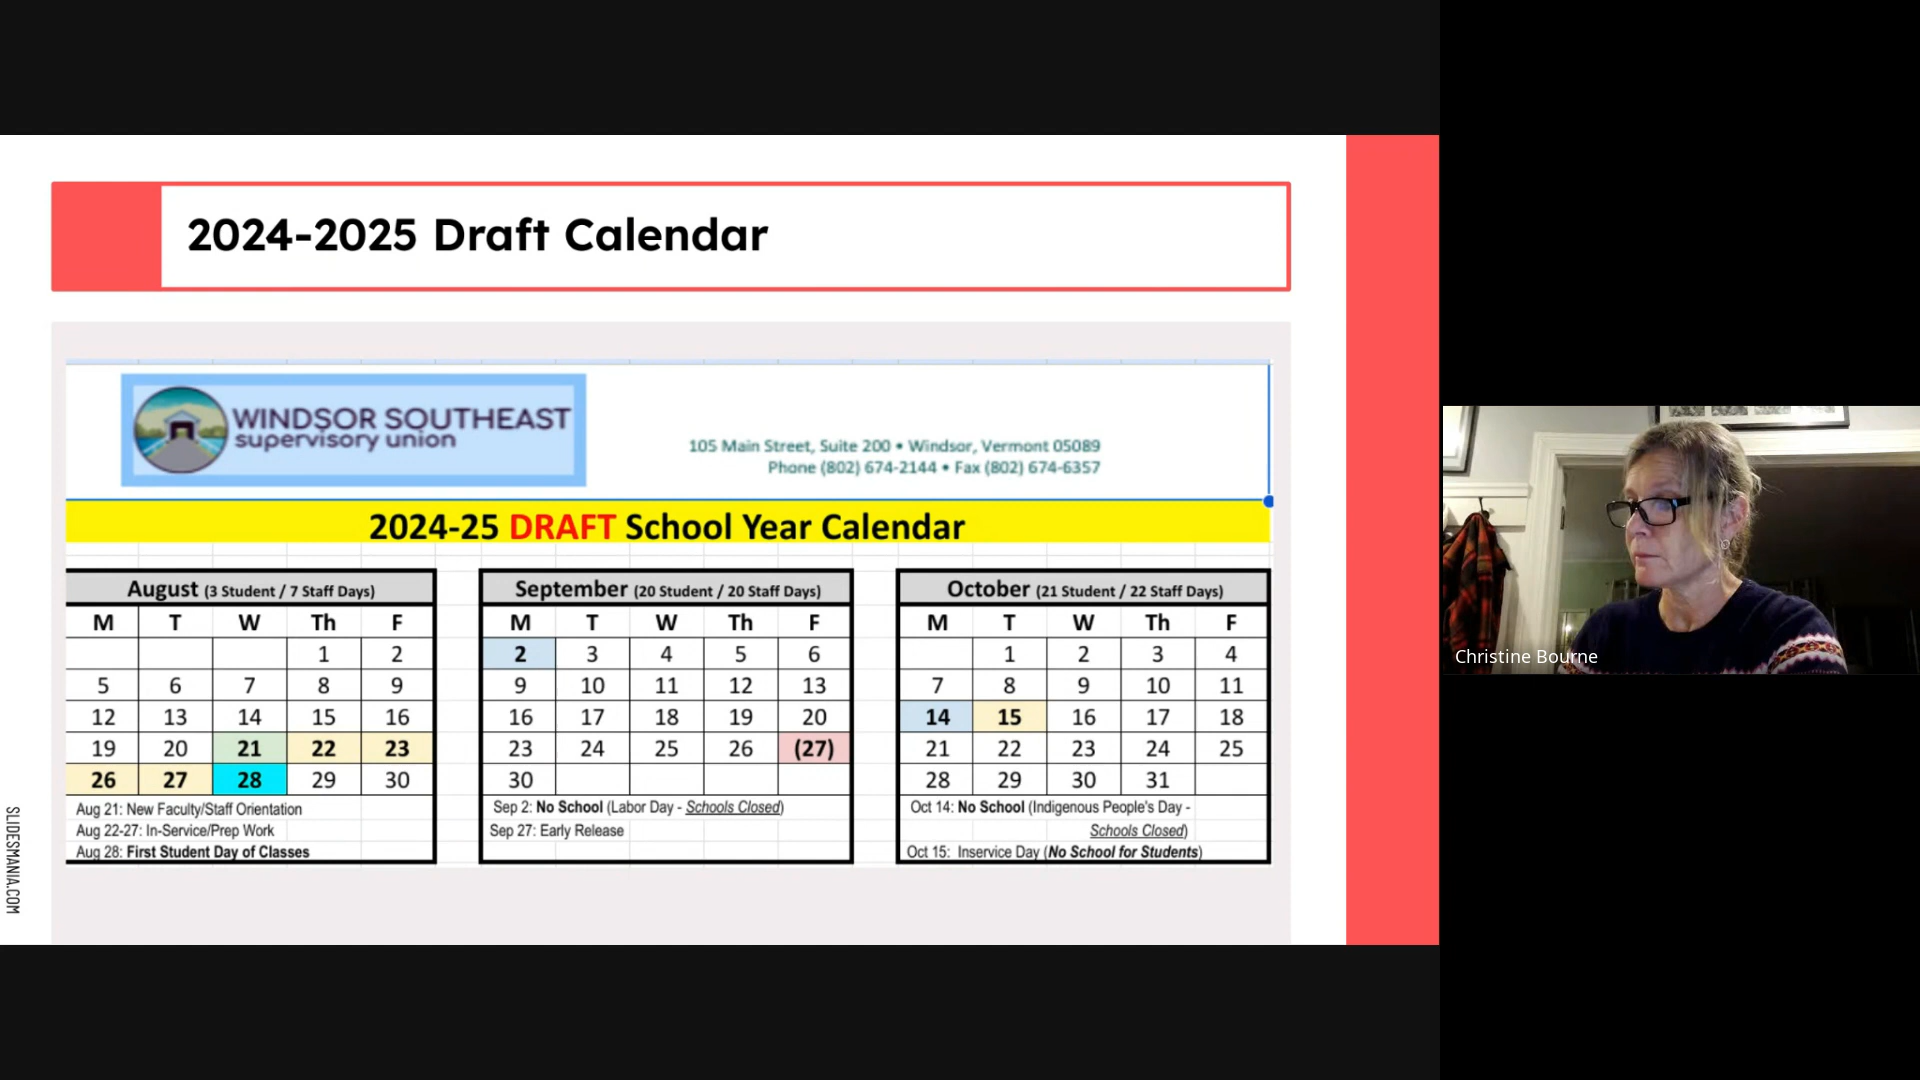 2024-2025 Draft Calendar
WINDSOR SOUTHEAST
supervisory union
105 Main Street, Suite 200 • Windsor, Vermont 05089
Phone (802) 674-2144 • Fax (802) 674-6357
2024-25 DRAFT School Year Calendar
August (3 Student / 7 Staff Days)
M T W Th F
1 2
5 6 7 8 9
12 13 14 15 16
19 20 21 22 23
26 27 28 29 30
Aug 21: New Faculty/Staff Orientation
Aug 22-27: In-Service/Prep Work
Aug 28: First Student Day of Classes
September (20 Student / 20 Staff Days)
M T W Th F
2 3 4 5 6
9 10 11 12 13
16 17 18 19 20
23 24 25 26 (27)
30
Sep 2: No School (Labor Day - Schools Closed)
Sep 27: Early Release
October (21 Student / 22 Staff Days)
M T W Th F
1 2 3 4
7 8 9 10 11
14 15 16 17 18
21 22 23 24 25
28 29 30 31
Oct 14: No School (Indigenous People's Day -
Schools Closed)
Oct 15: Inservice Day (No School for Students)
SLIDESMANIA.COM
Christine Bourne